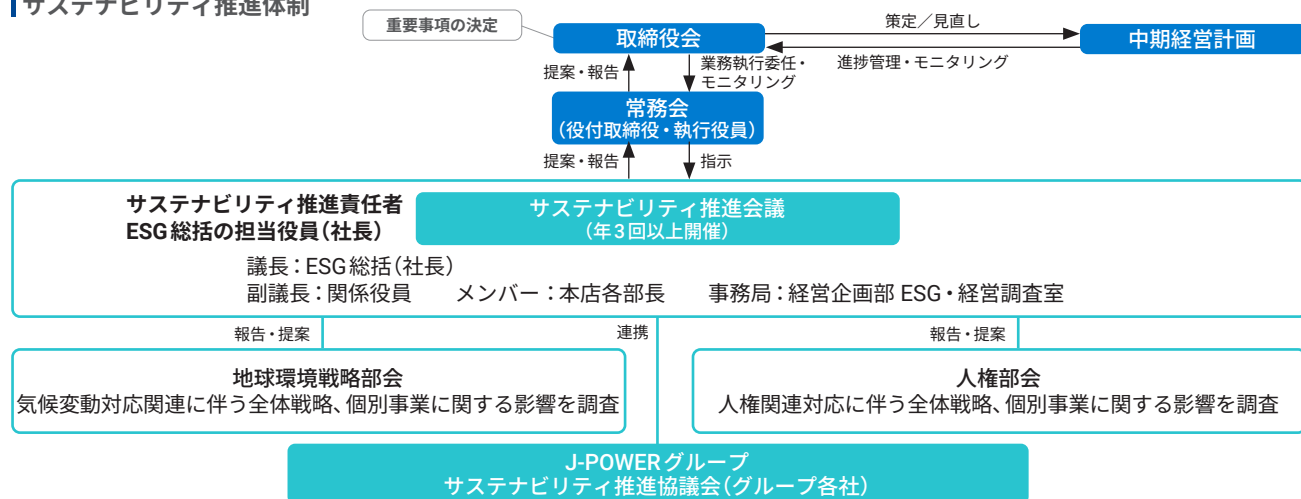 サステナビリティ推進体制
重要事項の決定
取締役会
策定／見直し
進捗管理・モニタリング
中期経営計画
提案・報告
業務執行委任・
モニタリング
常務会
（役付取締役・執行役員）
提案・報告
指示
サステナビリティ推進責任者
ESG総括の担当役員（社長）
サステナビリティ推進会議
（年3回以上開催）
議長：ESG総括（社長）
副議長：関係役員　メンバー：本店各部長　事務局：経営企画部 ESG・経営調査室
報告・提案
連携
報告・提案
地球環境戦略部会
気候変動対応関連に伴う全体戦略、個別事業に関する影響を調査
人権部会
人権関連対応に伴う全体戦略、個別事業に関する影響を調査
J-POWERグループ
サステナビリティ推進協議会（グループ各社）